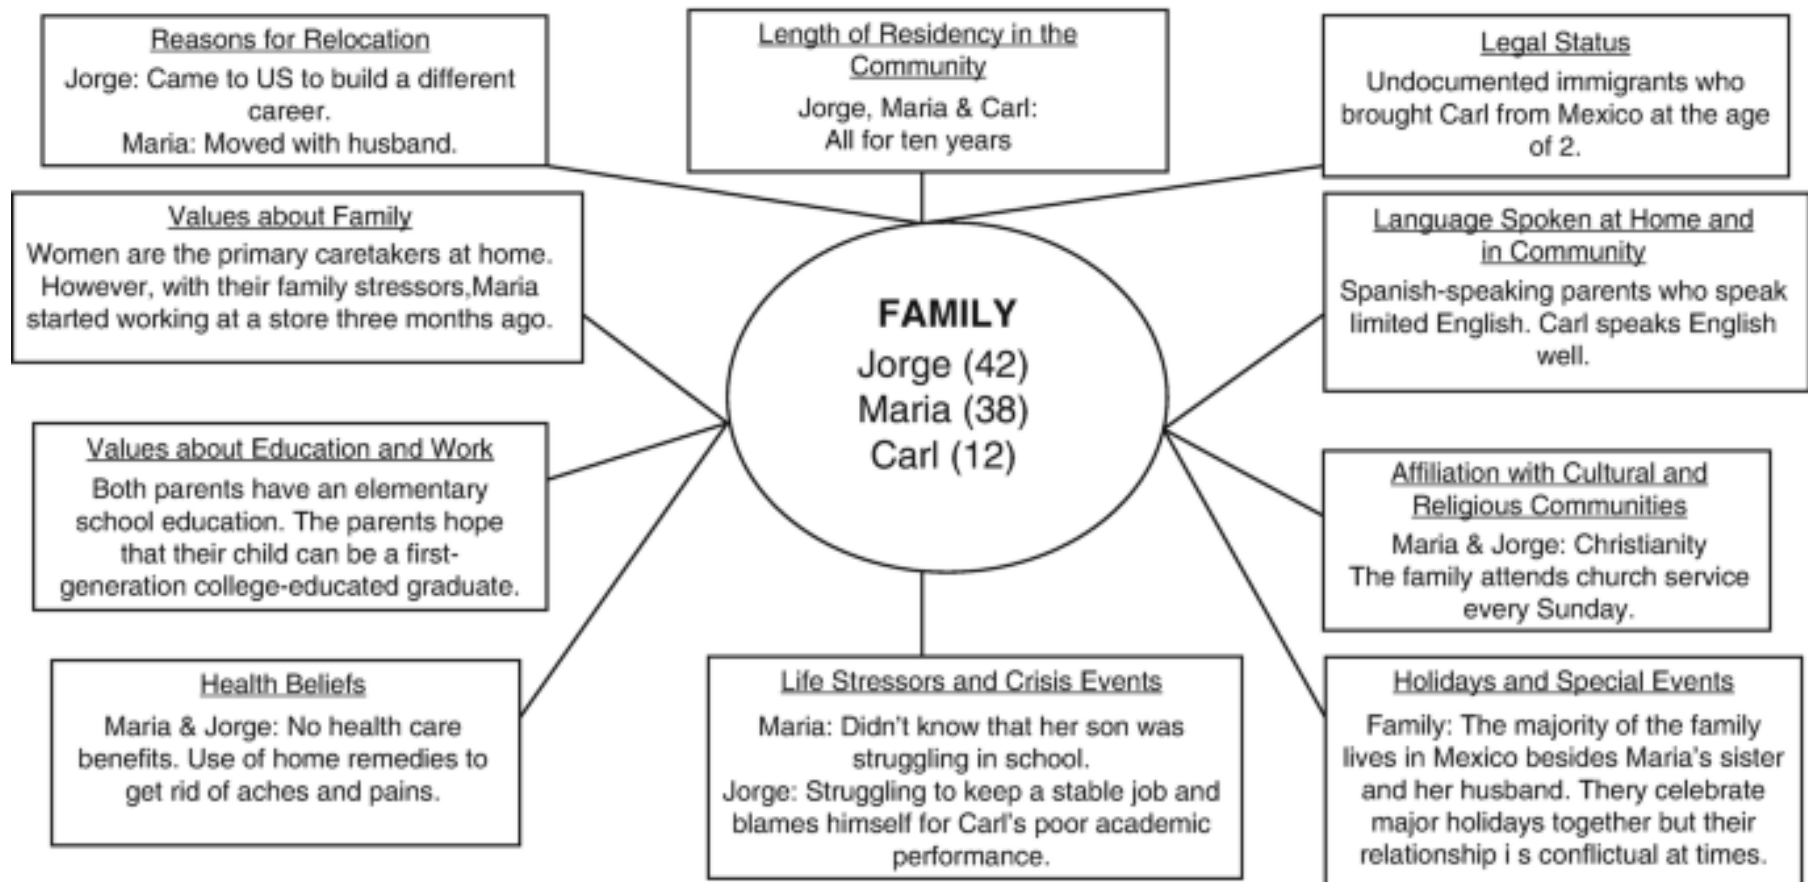 Reasons for Relocation
Jorge: Came to US to build a different
career.
Maria: Moved with husband.
Length of Residency in the
Community
Jorge, Maria & Carl:
All for ten years
Legal Status
Undocumented immigrants who
brought Carl from Mexico at the age
of 2.
Values about Family
Women are the primary caretakers at home.
However, with their family stressors,Maria
started working at a store three months ago.
FAMILY
Jorge (42)
Maria (38)
Carl (12)
Language Spoken at Home and
in Community
Spanish-speaking parents who speak
limited English. Carl speaks English
well.
Values about Education and Work
Both parents have an elementary
school education. The parents hope
that their child can be a first-
generation college-educated graduate.
Affiliation with Cultural and
Religious Communities
Maria & Jorge: Christianity
The family attends church service
every Sunday.
Health Beliefs
Maria & Jorge: No health care
benefits. Use of home remedies to
get rid of aches and pains.
Life Stressors and Crisis Events
Maria: Didn't know that her son was
struggling in school.
Jorge: Struggling to keep a stable job and
blames himself for Carl's poor academic
performance.
Holidays and Special Events
Family: The majority of the family
lives in Mexico besides Maria's sister
and her husband. Thery celebrate
major holidays together but their
relationship i s conflictual at times.